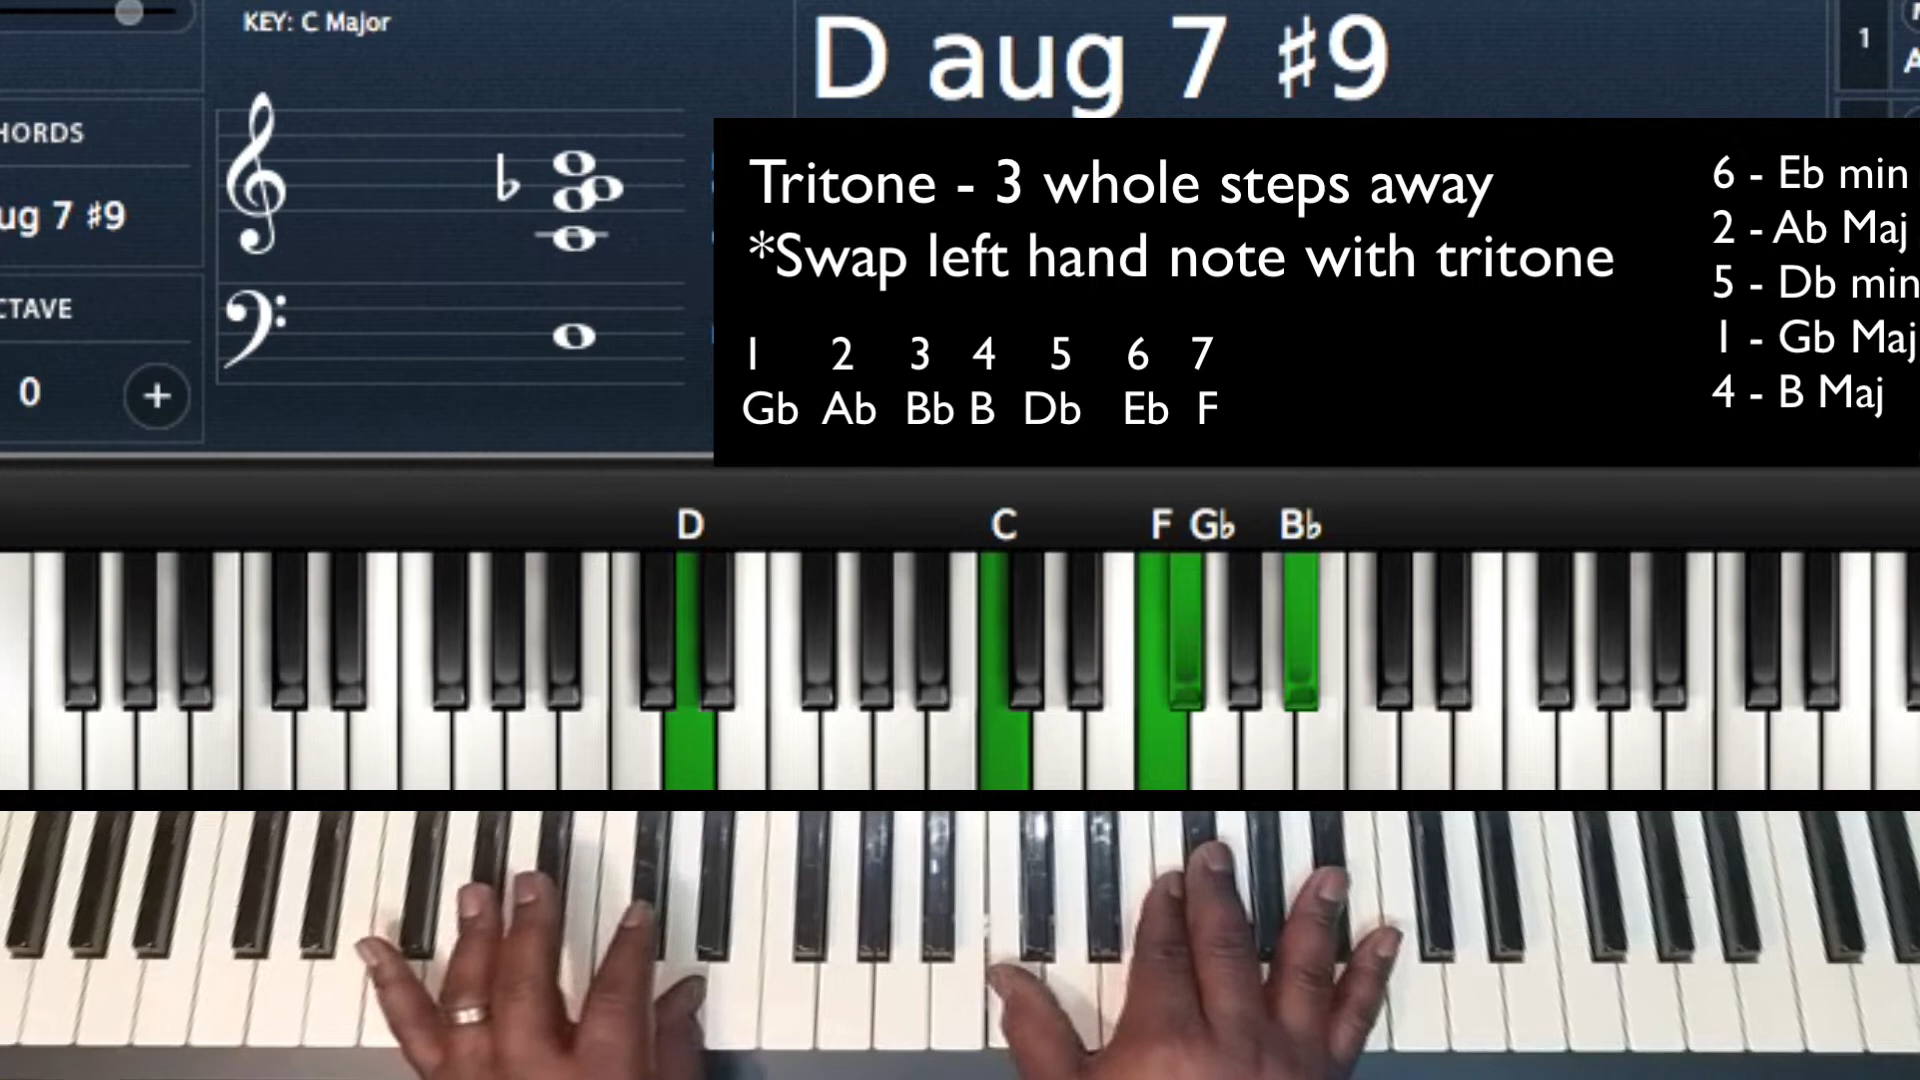 KEY: C Major
D aug 7 ♯9
1
HORDS
ug 7 ♯9
CTAVE
0
+
Tritone - 3 whole steps away
*Swap left hand note with tritone
1 2 3 4 5 6 7
Gb Ab Bb B Db Eb F
6 - Eb min
2 - Ab Maj
5 - Db min
1 - Gb Maj
4 - B Maj
D C F G♭ B♭